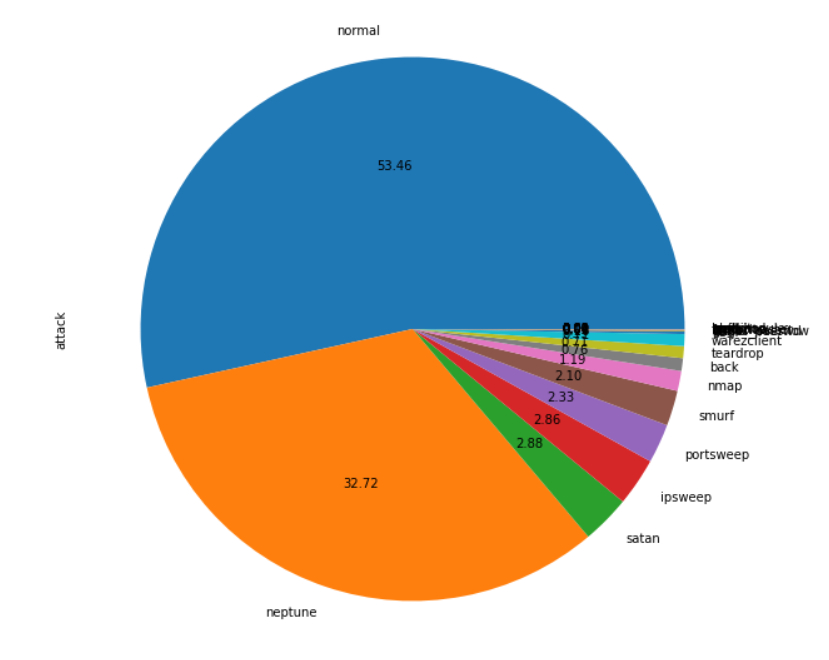 normal
53.46
attack
warezclient
0.71
teardrop
0.76
back
1.19
nmap
2.10
smurf
2.33
portsweep
2.86
ipsweep
2.88
satan
32.72
neptune